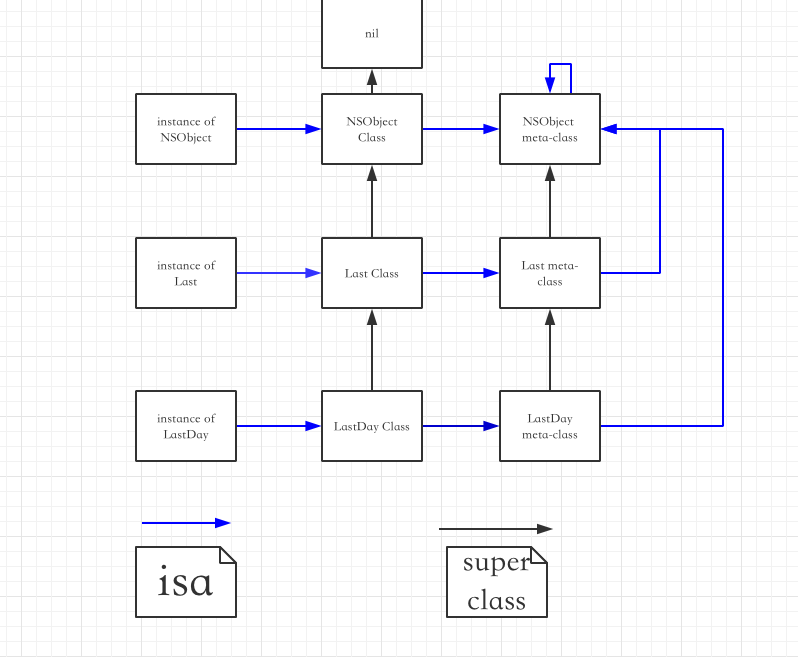 nil
instance of
NSObject
NSObject
Class
NSObject
meta-class
instance of
Last
Last Class
Last meta-
class
instance of
LastDay
LastDay Class
LastDay
meta-class
isa
super
class